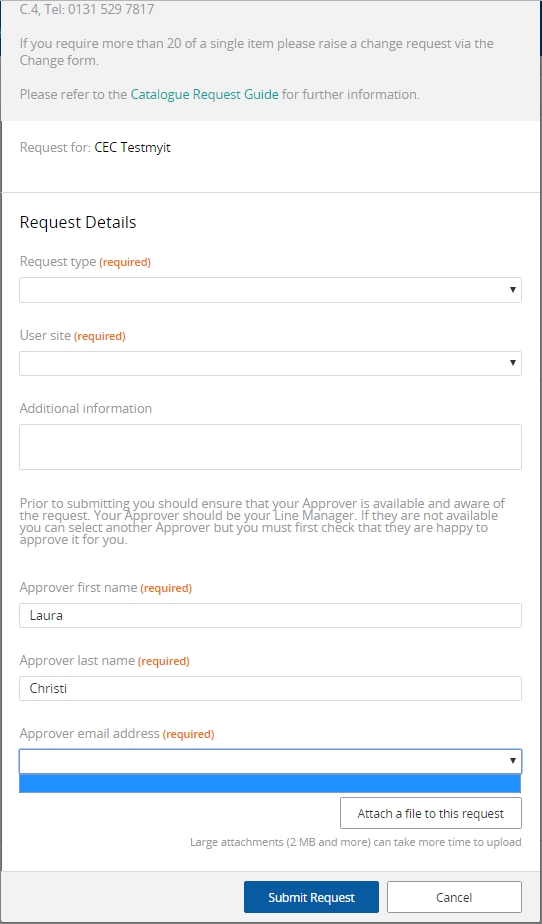 C.4, Tel: 0131 529 7817
If you require more than 20 of a single item please raise a change request via the
Change form.
Please refer to the Catalogue Request Guide for further information.
Request for: CEC Testmyit
Request Details
Request type (required)
User site (required)
Additional information
Prior to submitting you should ensure that your Approver is available and aware of
the request. Your Approver should be your Line Manager. If they are not available
you can select another Approver but you must first check that they are happy to
approve it for you.
Approver first name (required)
Laura
Approver last name (required)
Christi
Approver email address (required)
Attach a file to this request
Large attachments (2 MB and more) can take more time to upload
Submit Request
Cancel